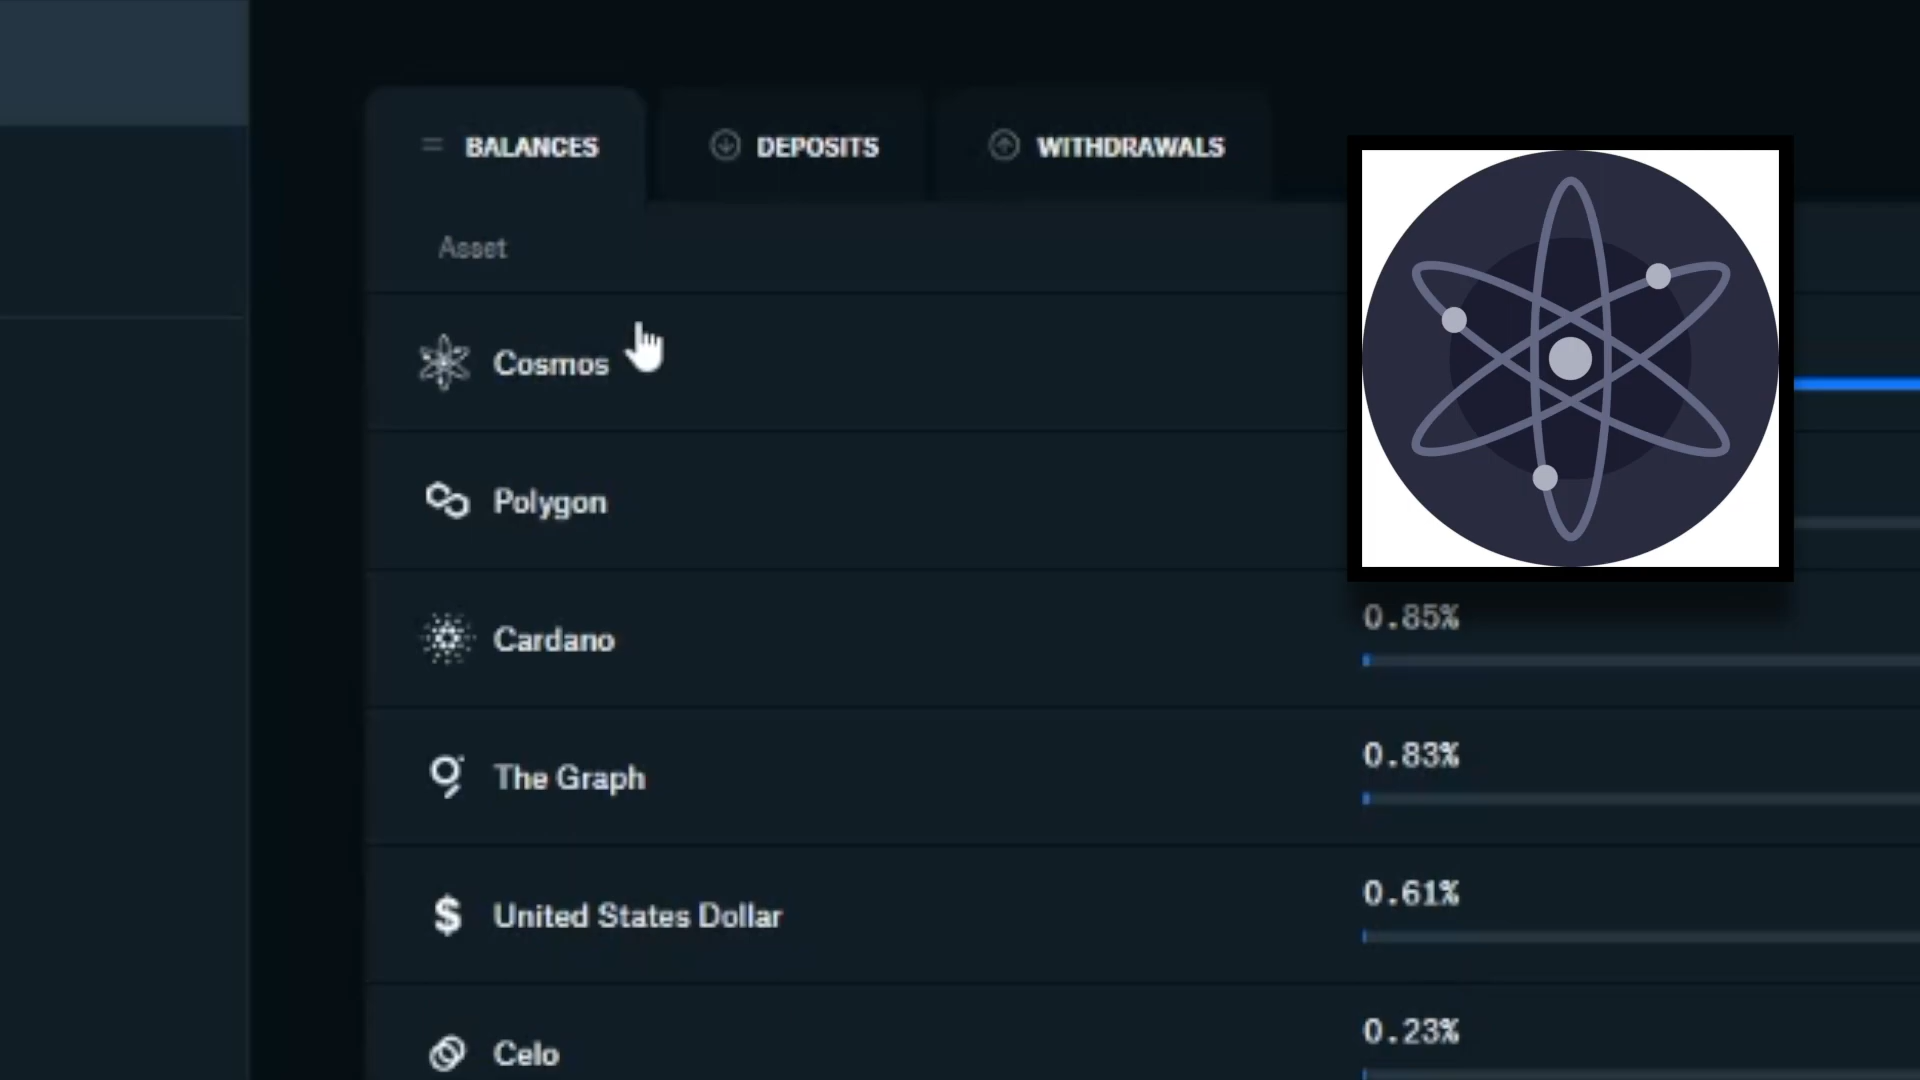 BALANCES
DEPOSITS
WITHDRAWALS
Asset
Cosmos
Polygon
Cardano
0.85%
The Graph
0.83%
United States Dollar
0.61%
Celo
0.23%